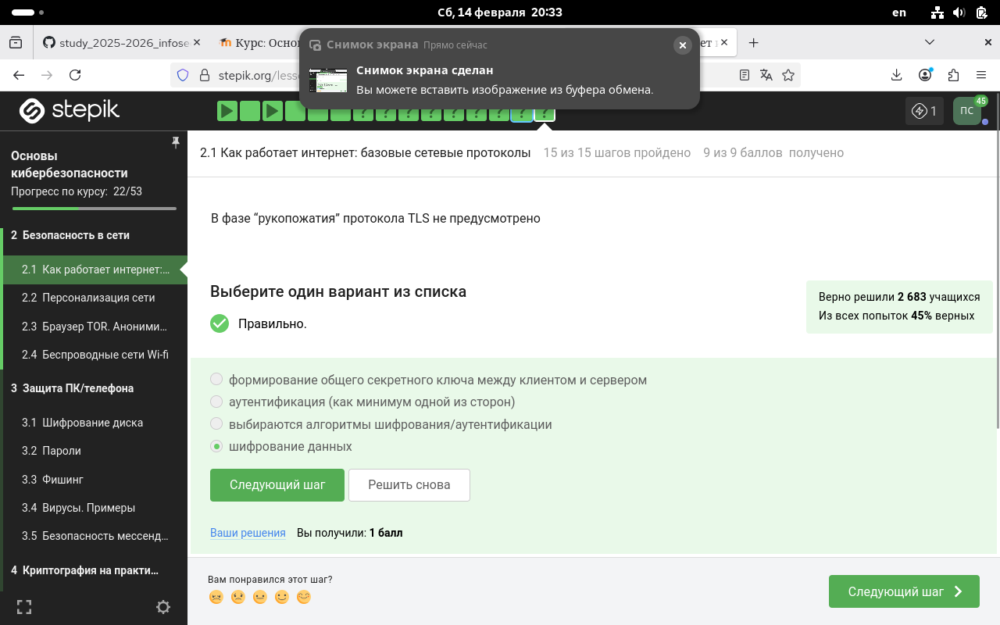 Сб, 14 февраля 20:33
en
study_2025-2026_infose
Курс: Осно
ет
Снимок экрана Прямо сейчас
Снимок экрана сделан
Вы можете вставить изображение из буфера обмена.
stepik.org/less
stepik
1
ПС
45
Основы
кибербезопасности
Прогресс по курсу: 22/53
2 Безопасность в сети
2.1 Как работает интернет:...
2.2 Персонализация сети
2.3 Браузер TOR. Аноними...
2.4 Беспроводные сети Wi-fi
3 Защита ПК/телефона
3.1 Шифрование диска
3.2 Пароли
3.3 Фишинг
3.4 Вирусы. Примеры
3.5 Безопасность мессенд...
4 Криптография на практи...
2.1 Как работает интернет: базовые сетевые протоколы 15 из 15 шагов пройдено 9 из 9 баллов получено
В фазе “рукопожатия” протокола TLS не предусмотрено
Выберите один вариант из списка
Правильно.
Верно решили 2 683 учащихся
Из всех попыток 45% верных
формирование общего секретного ключа между клиентом и сервером
аутентификация (как минимум одной из сторон)
выбираются алгоритмы шифрования/аутентификации
шифрование данных
Следующий шаг
Решить снова
Ваши решения Вы получили: 1 балл
Вам понравился этот шаг?
Следующий шаг